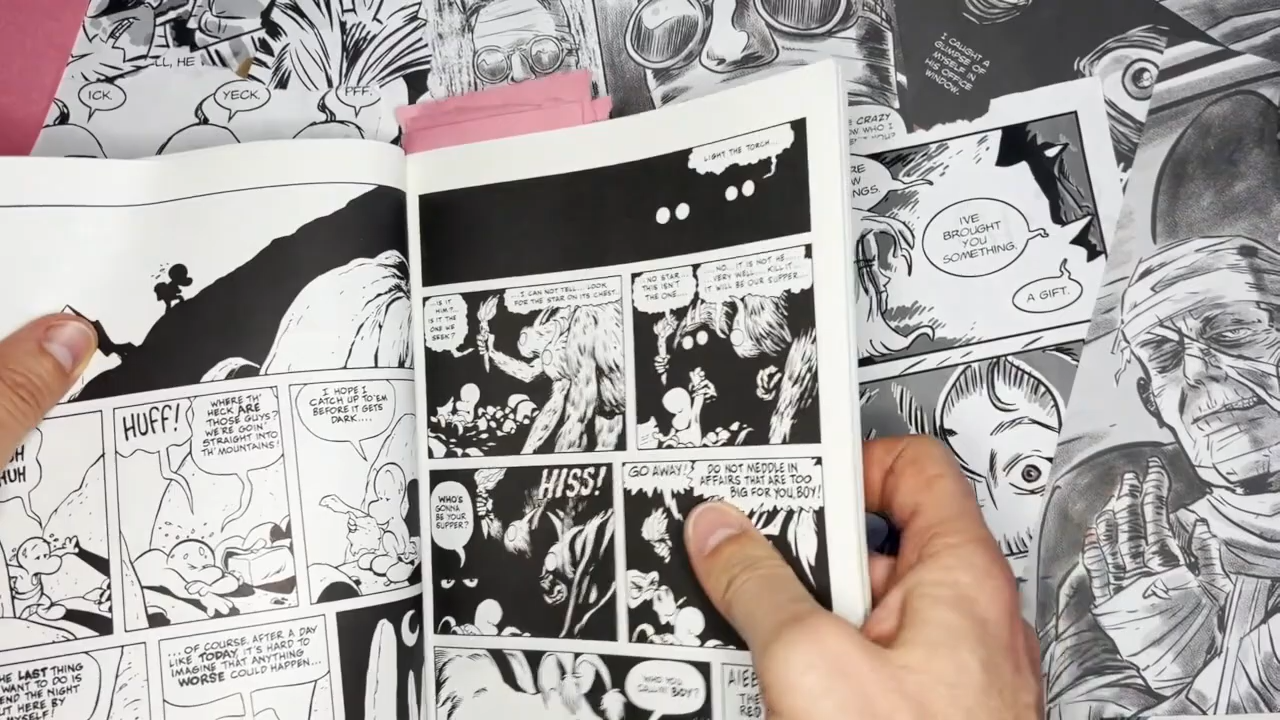 ICK.
YECK.
PFF.
I CAUGHT A
GLIMPSE OF
MYSELF IN
HIS OFFICE
WINDOW.
CRAZY
I'VE
BROUGHT
YOU
SOMETHING.
A GIFT.
HUFF!
WHERE TH'
HECK ARE
THOSE GUYS?
WE'RE GOIN'
STRAIGHT INTO
TH' MOUNTAINS!
I HOPE I
CATCH UP TO 'EM
BEFORE IT GETS
DARK....
LAST THING
WANT TO DO IS
THE NIGHT
HERE BY
MYSELF!
...OF COURSE, AFTER A DAY
LIKE TODAY, IT'S HARD TO
IMAGINE THAT ANYTHING
WORSE COULD HAPPEN...
LIGHT THE TORCH...
...IS IT
HIM?..
IS IT THE
ONE WE
SEEK?
...I CAN NOT TELL... LOOK
FOR THE STAR ON ITS CHEST...
...NO STAR...
THIS ISN'T
THE ONE...
...NO... IT IS NOT HE...
VERY WELL... KILL IT...
IT WILL BE OUR SUPPER...
WHO'S
GONNA
BE YOUR
SUPPER?
HISS!
GO AWAY!
DO NOT MEDDLE IN
AFFAIRS THAT ARE TOO
BIG FOR YOU, BOY!
WHO YOU
CALLIN' BOY?